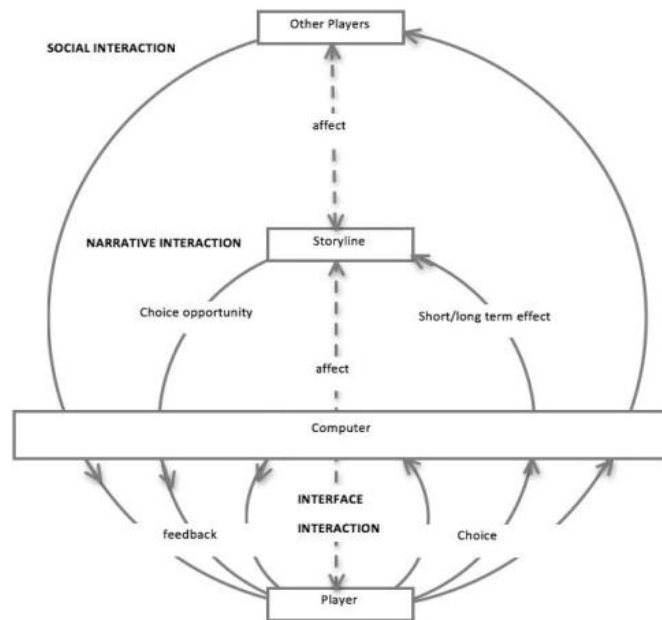 Other Players
SOCIAL INTERACTION
affect
NARRATIVE INTERACTION
Storyline
Choice opportunity
Short/long term effect
affect
Computer
INTERFACE
INTERACTION
feedback
Choice
Player